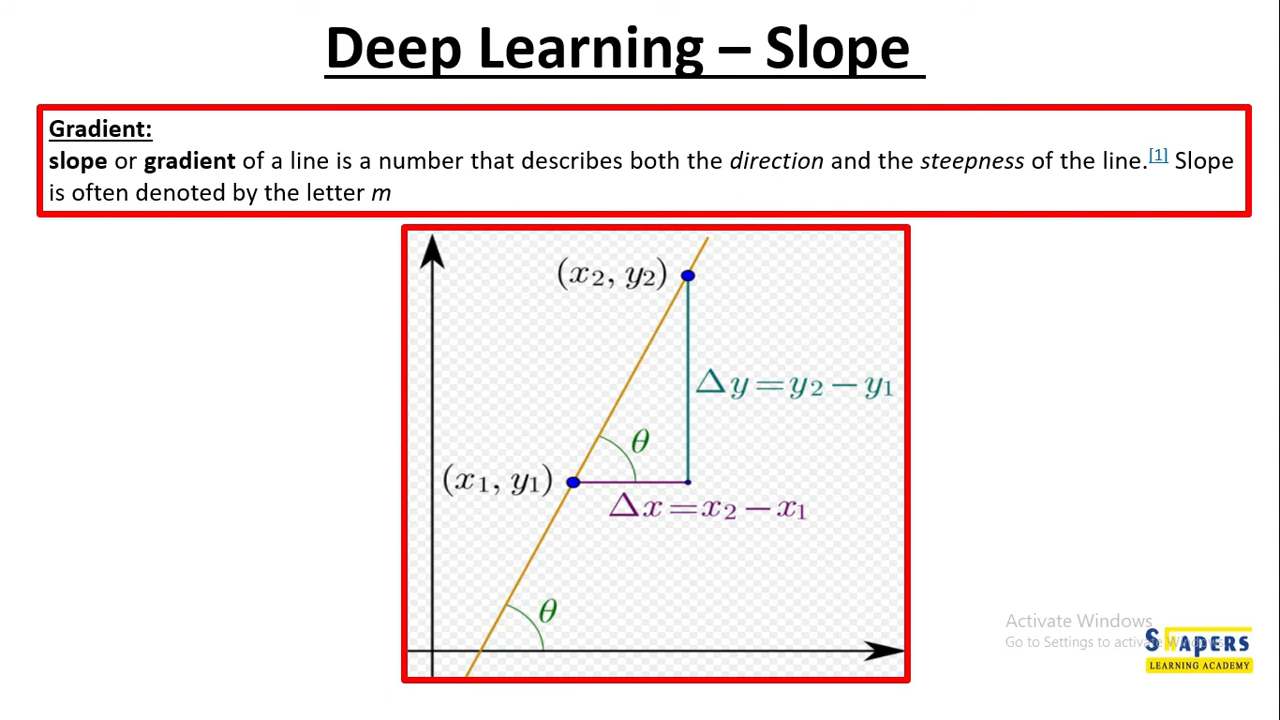 Deep Learning – Slope
Gradient:
slope or gradient of a line is a number that describes both the direction and the steepness of the line.[1] Slope
is often denoted by the letter m
(x₂, y₂)
Δy=y₂−y₁
θ
(x₁, y₁)
Δx=x₂−x₁
θ
Activate Windows
Go to Settings to activate Windows.
SHAPERS
LEARNING ACADEMY